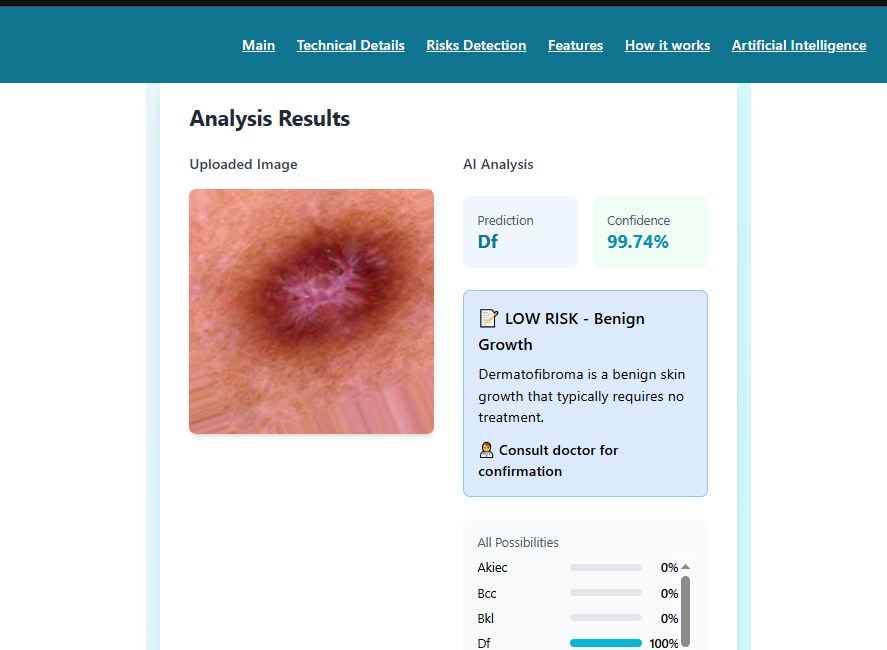 Main Technical Details Risks Detection Features How it works Artificial Intelligence
Analysis Results
Uploaded Image
AI Analysis
Prediction
Df
Confidence
99.74%
📝 LOW RISK - Benign
Growth
Dermatofibroma is a benign skin
growth that typically requires no
treatment.
👩‍⚕️ Consult doctor for
confirmation
All Possibilities
Akiec 0%
Bcc 0%
Bkl 0%
Df 100%